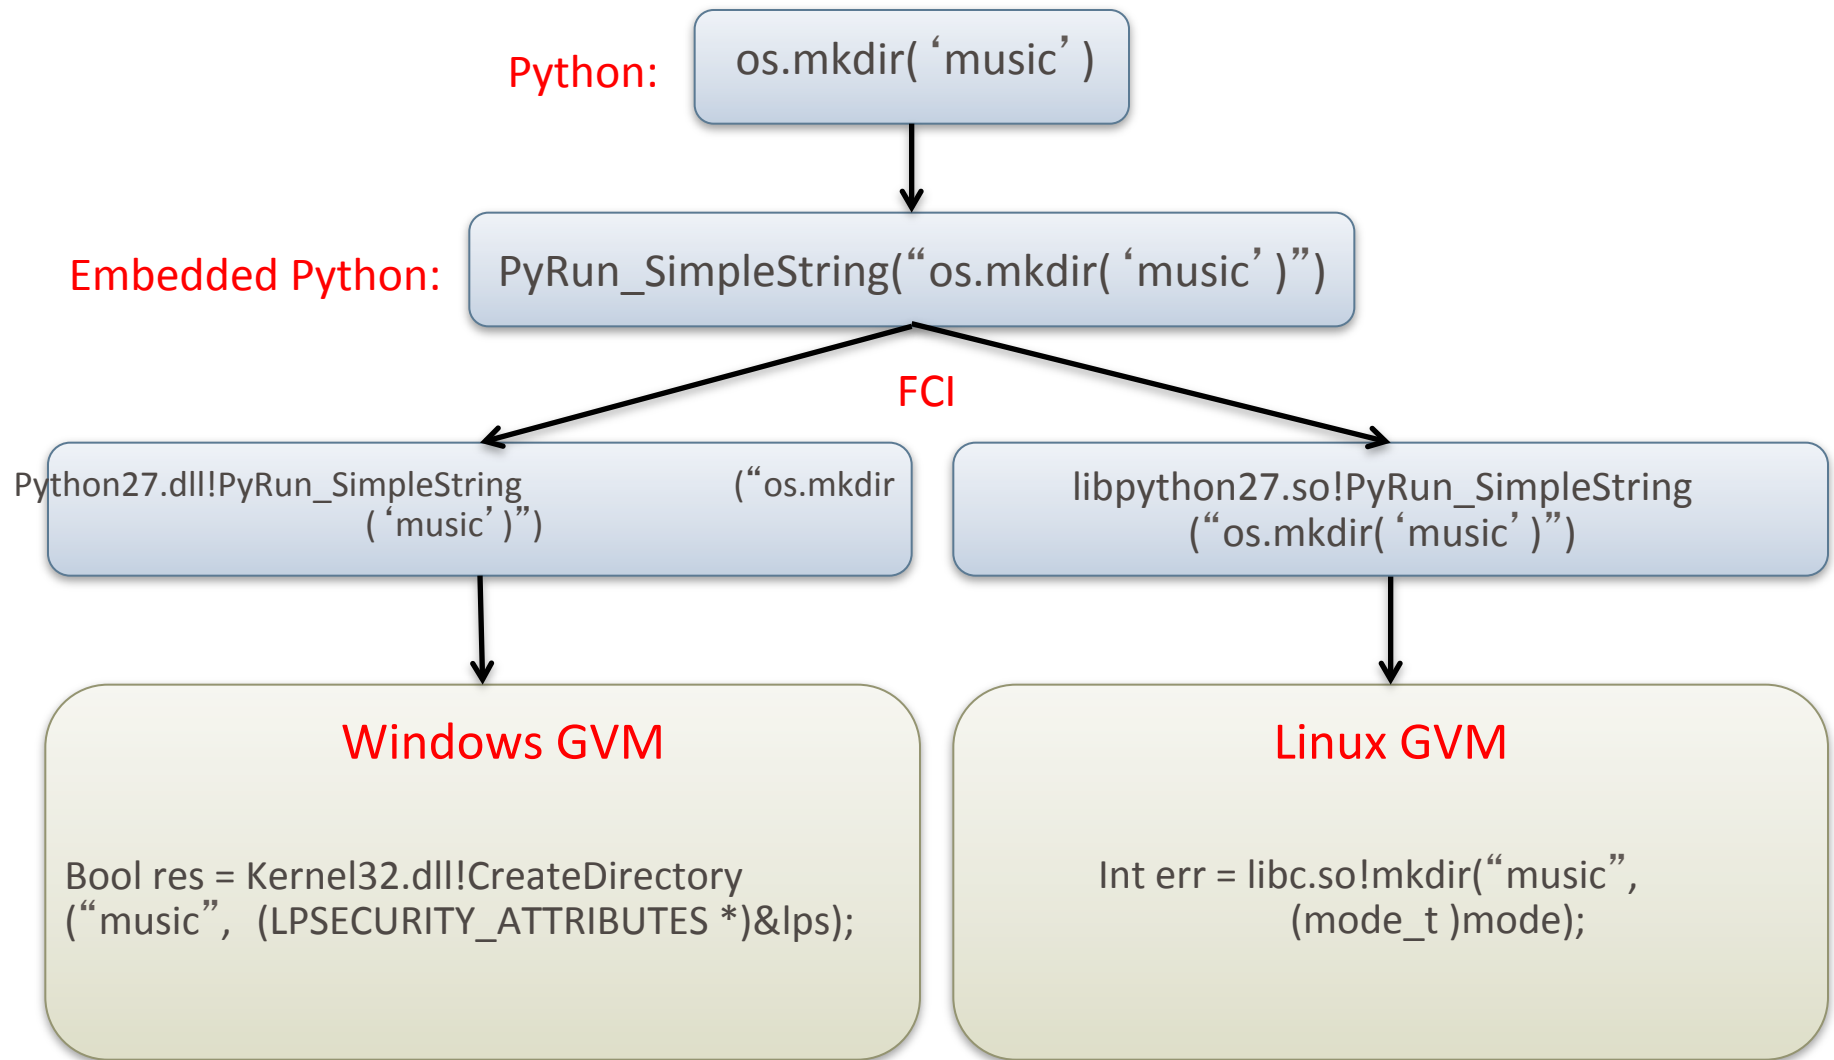 Python:
os.mkdir(‘music’)
Embedded Python:
PyRun_SimpleString(“os.mkdir(‘music’)”)
FCI
Python27.dll!PyRun_SimpleString (“os.mkdir
(‘music’)”)
libpython27.so!PyRun_SimpleString
(“os.mkdir(‘music’)”)
Windows GVM
Bool res = Kernel32.dll!CreateDirectory
(“music”, (LPSECURITY_ATTRIBUTES *)&lps);
Linux GVM
Int err = libc.so!mkdir(“music”,
(mode_t )mode);